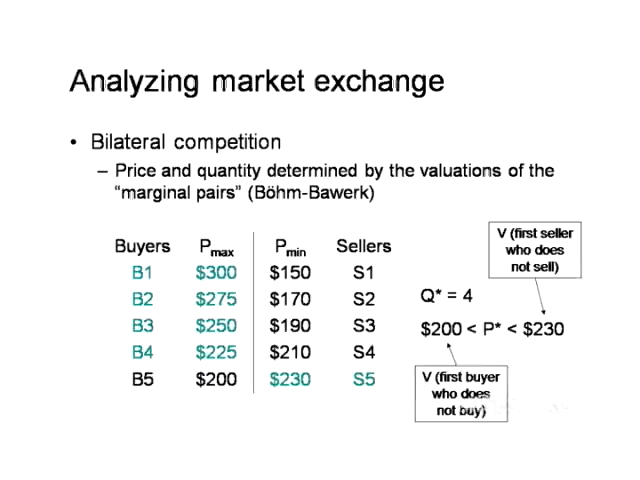 Analyzing market exchange
• Bilateral competition
– Price and quantity determined by the valuations of the
“marginal pairs” (Böhm-Bawerk)
V (first seller
who does
not sell)
Buyers Pmax Pmin Sellers
B1 $300 $150 S1
B2 $275 $170 S2
B3 $250 $190 S3
B4 $225 $210 S4
B5 $200 $230 S5
Q* = 4
$200 < P* < $230
V (first buyer
who does
not buy)